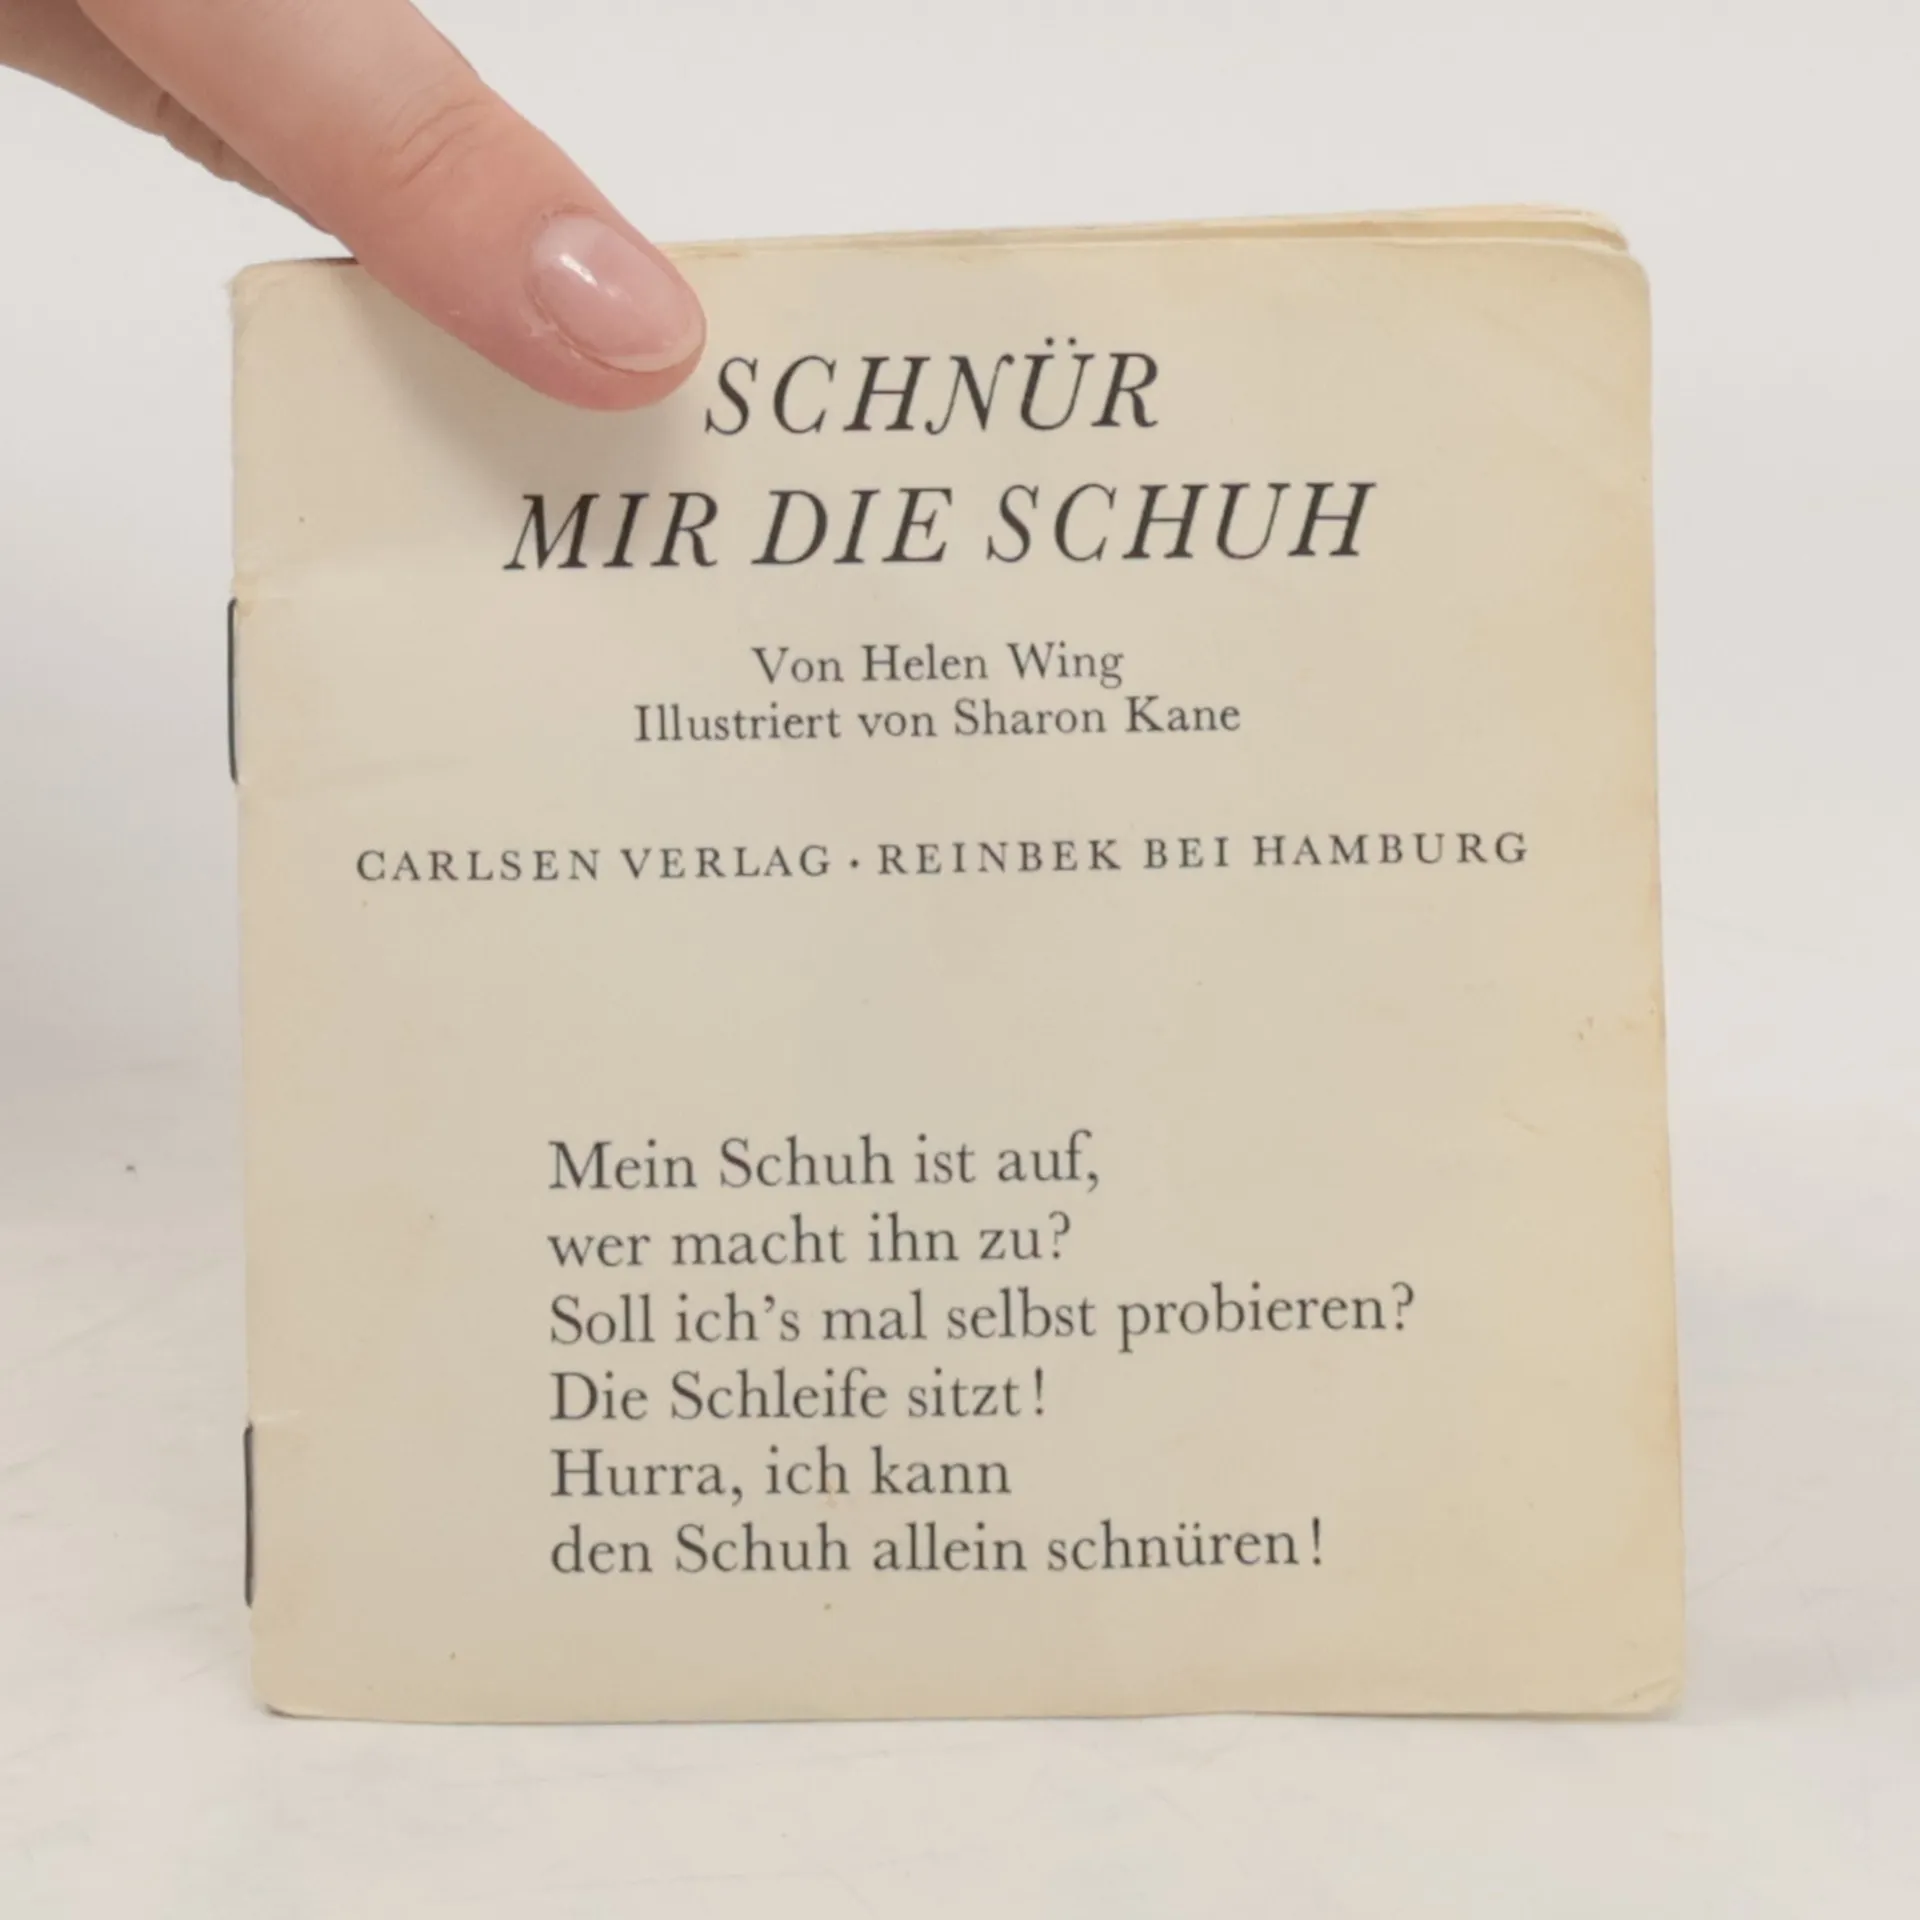 SCHNÜR
MIR DIE SCHUH
Von Helen Wing
Illustriert von Sharon Kane
CARLSEN VERLAG · REINBEK BEI HAMBURG
Mein Schuh ist auf,
wer macht ihn zu?
Soll ich’s mal selbst probieren?
Die Schleife sitzt!
Hurra, ich kann
den Schuh allein schnüren!